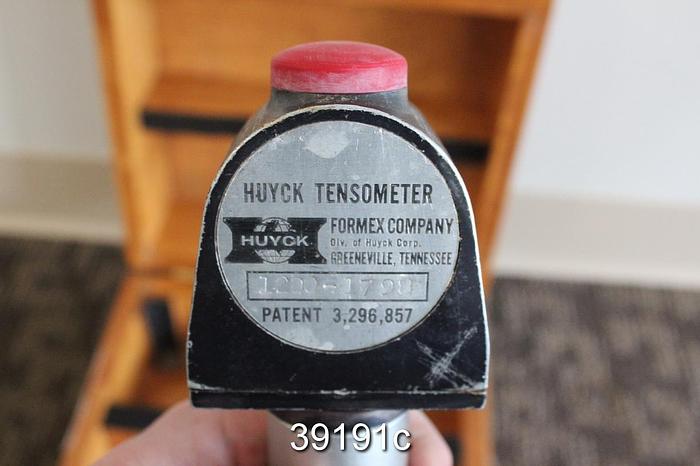 HUYCK TENSOMETER
HUYCK
FORMEX COMPANY
Div. of Huyck Corp.
GREENEVILLE, TENNESSEE
PATENT 3,296,857
39191c